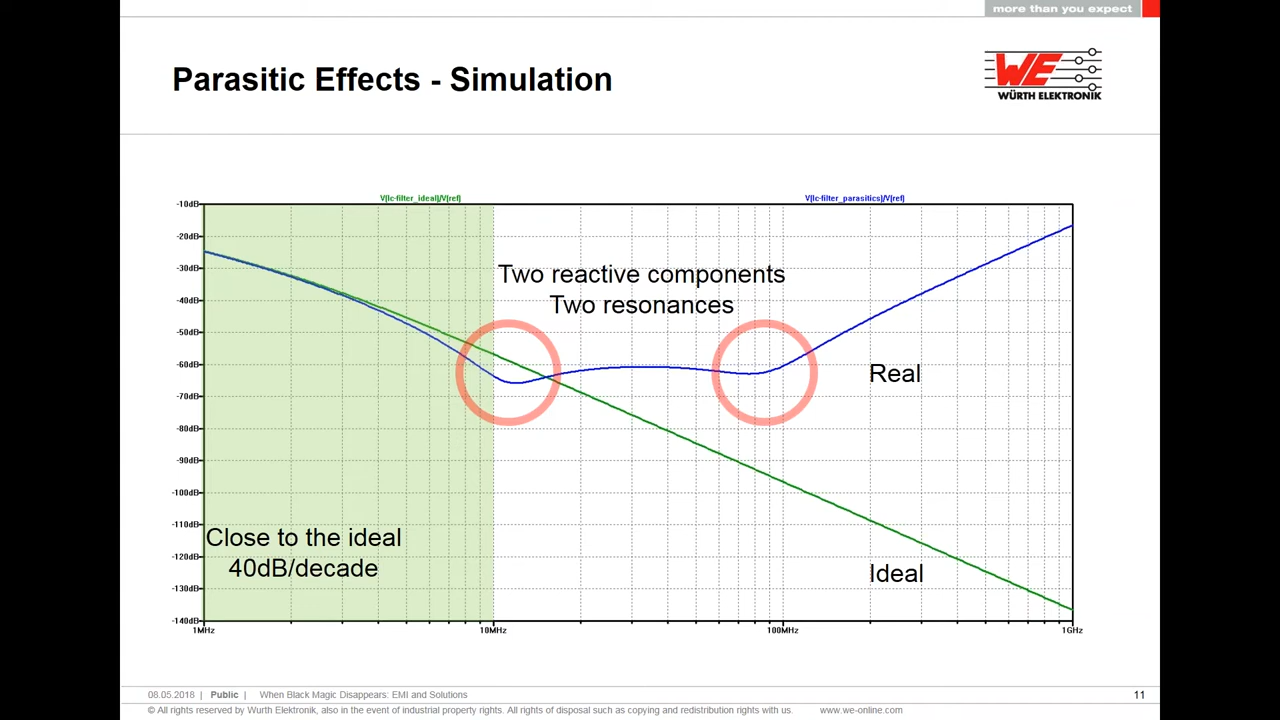 more than you expect
Parasitic Effects - Simulation
WE
WÜRTH ELEKTRONIK
V(lc-filter_ideal)/V(ref)
V(lc-filter_parasitics)/V(ref)
-10dB
-20dB
-30dB
-40dB
-50dB
-60dB
-70dB
-80dB
-90dB
-100dB
-110dB
-120dB
-130dB
-140dB
Two reactive components
Two resonances
Real
Close to the ideal
40dB/decade
Ideal
1MHz 10MHz 100MHz 1GHz
08.05.2018 | Public | When Black Magic Disappears: EMI and Solutions 11
© All rights reserved by Wurth Elektronik, also in the event of industrial property rights. All rights of disposal such as copying and redistribution rights with us. www.we-online.com